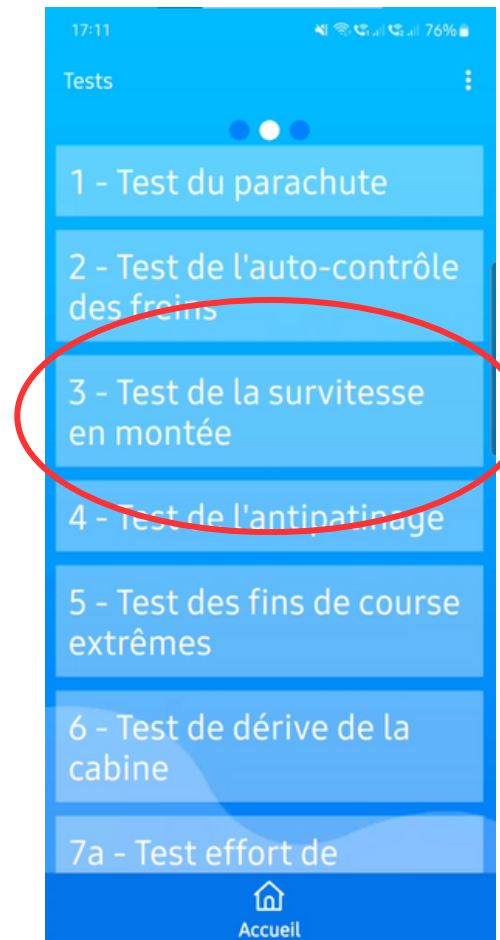 17:11 76%
Tests
1 - Test du parachute
2 - Test de l'auto-contrôle
des freins
3 - Test de la survitesse
en montée
4 - Test de l'antipatinage
5 - Test des fins de course
extrêmes
6 - Test de dérive de la
cabine
7a - Test effort de
Accueil